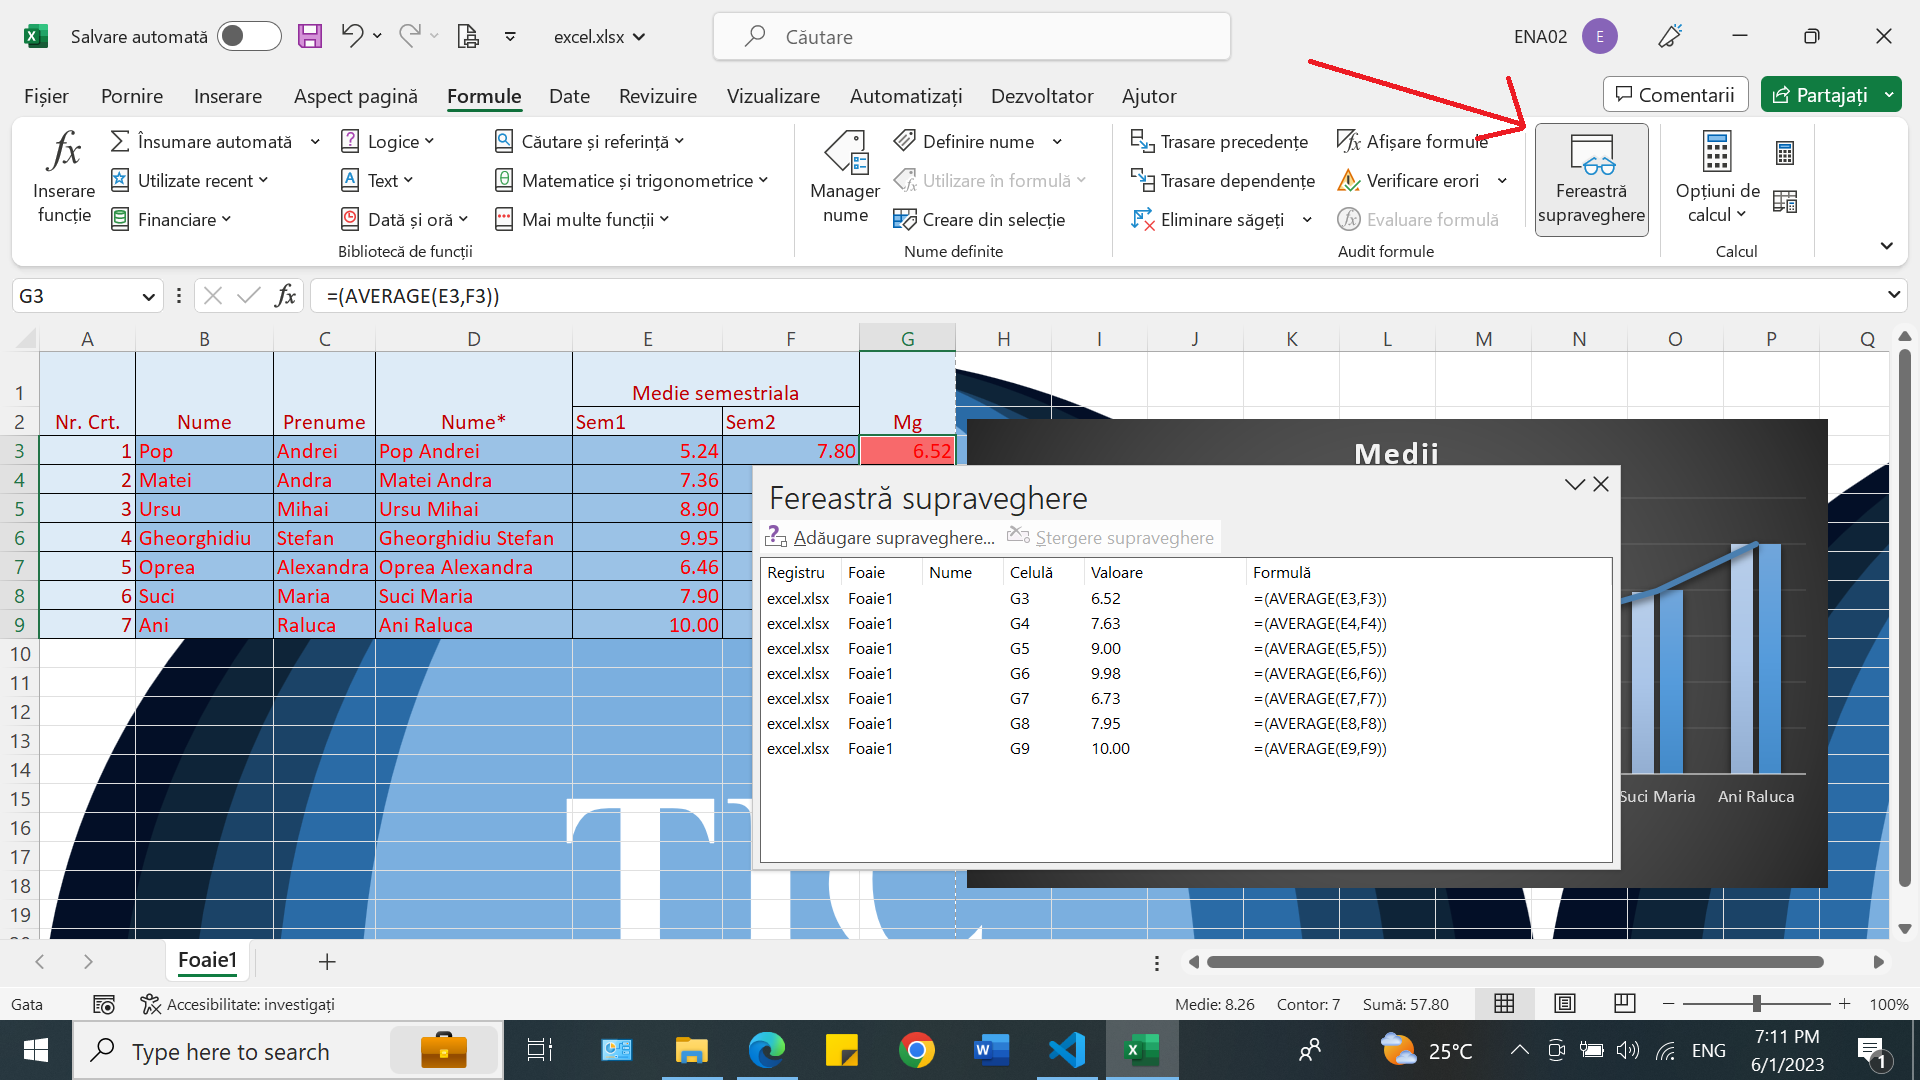 Salvare automată
excel.xlsx
Căutare
ENA02
E
Fișier Pornire Inserare Aspect pagină Formule Date Revizuire Vizualizare Automatizați Dezvoltator Ajutor
Comentarii
Partajați
Inserare funcție
Însumare automată
Utilizate recent
Financiare
Logice
Text
Dată și oră
Căutare și referință
Matematice și trigonometrice
Mai multe funcții
Bibliotecă de funcții
Manager nume
Definire nume
Utilizare în formulă
Creare din selecție
Nume definite
Trasare precedențe
Trasare dependențe
Eliminare săgeți
Afișare formule
Verificare erori
Evaluare formulă
Audit formule
Fereastră supraveghere
Opțiuni de calcul
Calcul
G3
fx
=(AVERAGE(E3,F3))
A B C D E F G H I J K L M N O P Q
1 Medie semestriala
2 Nr. Crt. Nume Prenume Nume* Sem1 Sem2 Mg
3 1 Pop Andrei Pop Andrei 5.24 7.80 6.52
4 2 Matei Andra Matei Andra 7.36
5 3 Ursu Mihai Ursu Mihai 8.90
6 4 Gheorghidiu Stefan Gheorghidiu Stefan 9.95
7 5 Oprea Alexandra Oprea Alexandra 6.46
8 6 Suci Maria Suci Maria 7.90
9 7 Ani Raluca Ani Raluca 10.00
10
11
12
13
14
15
16
17
18
19
Medii
Suci Maria
Ani Raluca
Fereastră supraveghere
Adăugare supraveghere... Ștergere supraveghere
Registru Foaie Nume Celulă Valoare Formulă
excel.xlsx Foaie1 G3 6.52 =(AVERAGE(E3,F3))
excel.xlsx Foaie1 G4 7.63 =(AVERAGE(E4,F4))
excel.xlsx Foaie1 G5 9.00 =(AVERAGE(E5,F5))
excel.xlsx Foaie1 G6 9.98 =(AVERAGE(E6,F6))
excel.xlsx Foaie1 G7 6.73 =(AVERAGE(E7,F7))
excel.xlsx Foaie1 G8 7.95 =(AVERAGE(E8,F8))
excel.xlsx Foaie1 G9 10.00 =(AVERAGE(E9,F9))
Foaie1
Gata
Accesibilitate: investigați
Medie: 8.26 Contor: 7 Sumă: 57.80
100%
Type here to search
25°C
ENG
7:11 PM
6/1/2023
1